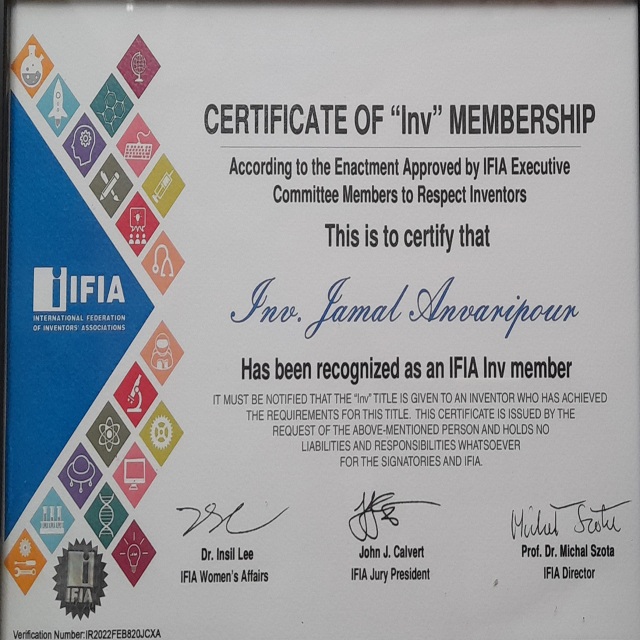 CERTIFICATE OF “Inv” MEMBERSHIP
According to the Enactment Approved by IFIA Executive
Committee Members to Respect Inventors
This is to certify that
Inv. Jamal Anvaripour
Has been recognized as an IFIA Inv member
IT MUST BE NOTIFIED THAT THE “Inv” TITLE IS GIVEN TO AN INVENTOR WHO HAS ACHIEVED
THE REQUIREMENTS FOR THIS TITLE. THIS CERTIFICATE IS ISSUED BY THE
REQUEST OF THE ABOVE-MENTIONED PERSON AND HOLDS NO
LIABILITIES AND RESPONSIBILITIES WHATSOEVER
FOR THE SIGNATORIES AND IFIA.
IFIA
INTERNATIONAL FEDERATION
OF INVENTORS' ASSOCIATIONS
Michał Szota
Dr. Insil Lee
IFIA Women's Affairs
John J. Calvert
IFIA Jury President
Prof. Dr. Michal Szota
IFIA Director
IFIA
Verification Number:IR2022FEB820JCXA